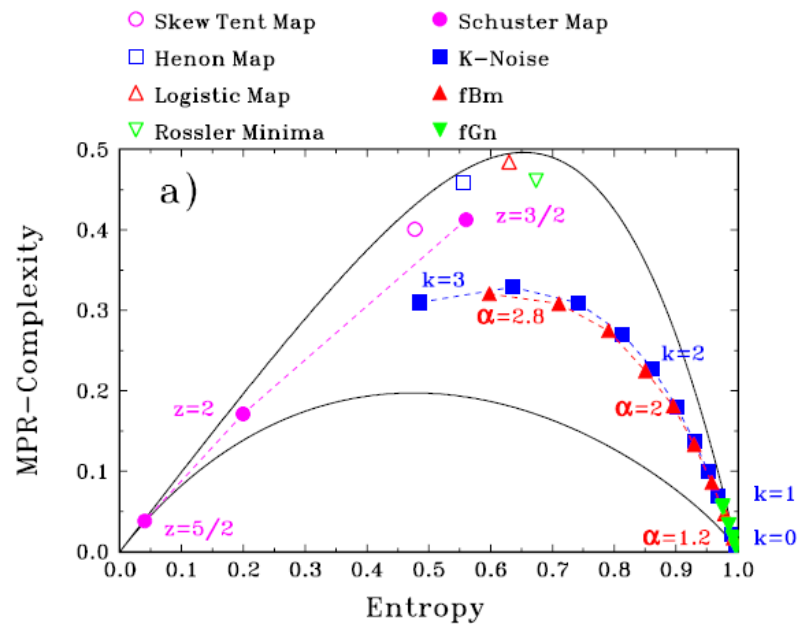 Skew Tent Map
Schuster Map
Henon Map
K-Noise
Logistic Map
fBm
Rossler Minima
fGn
a)
MPR-Complexity
0.5
0.4
0.3
0.2
0.1
0.0
z=3/2
k=3
α=2.8
k=2
z=2
α=2
k=1
z=5/2
α=1.2
k=0
0.0 0.1 0.2 0.3 0.4 0.5 0.6 0.7 0.8 0.9 1.0
Entropy